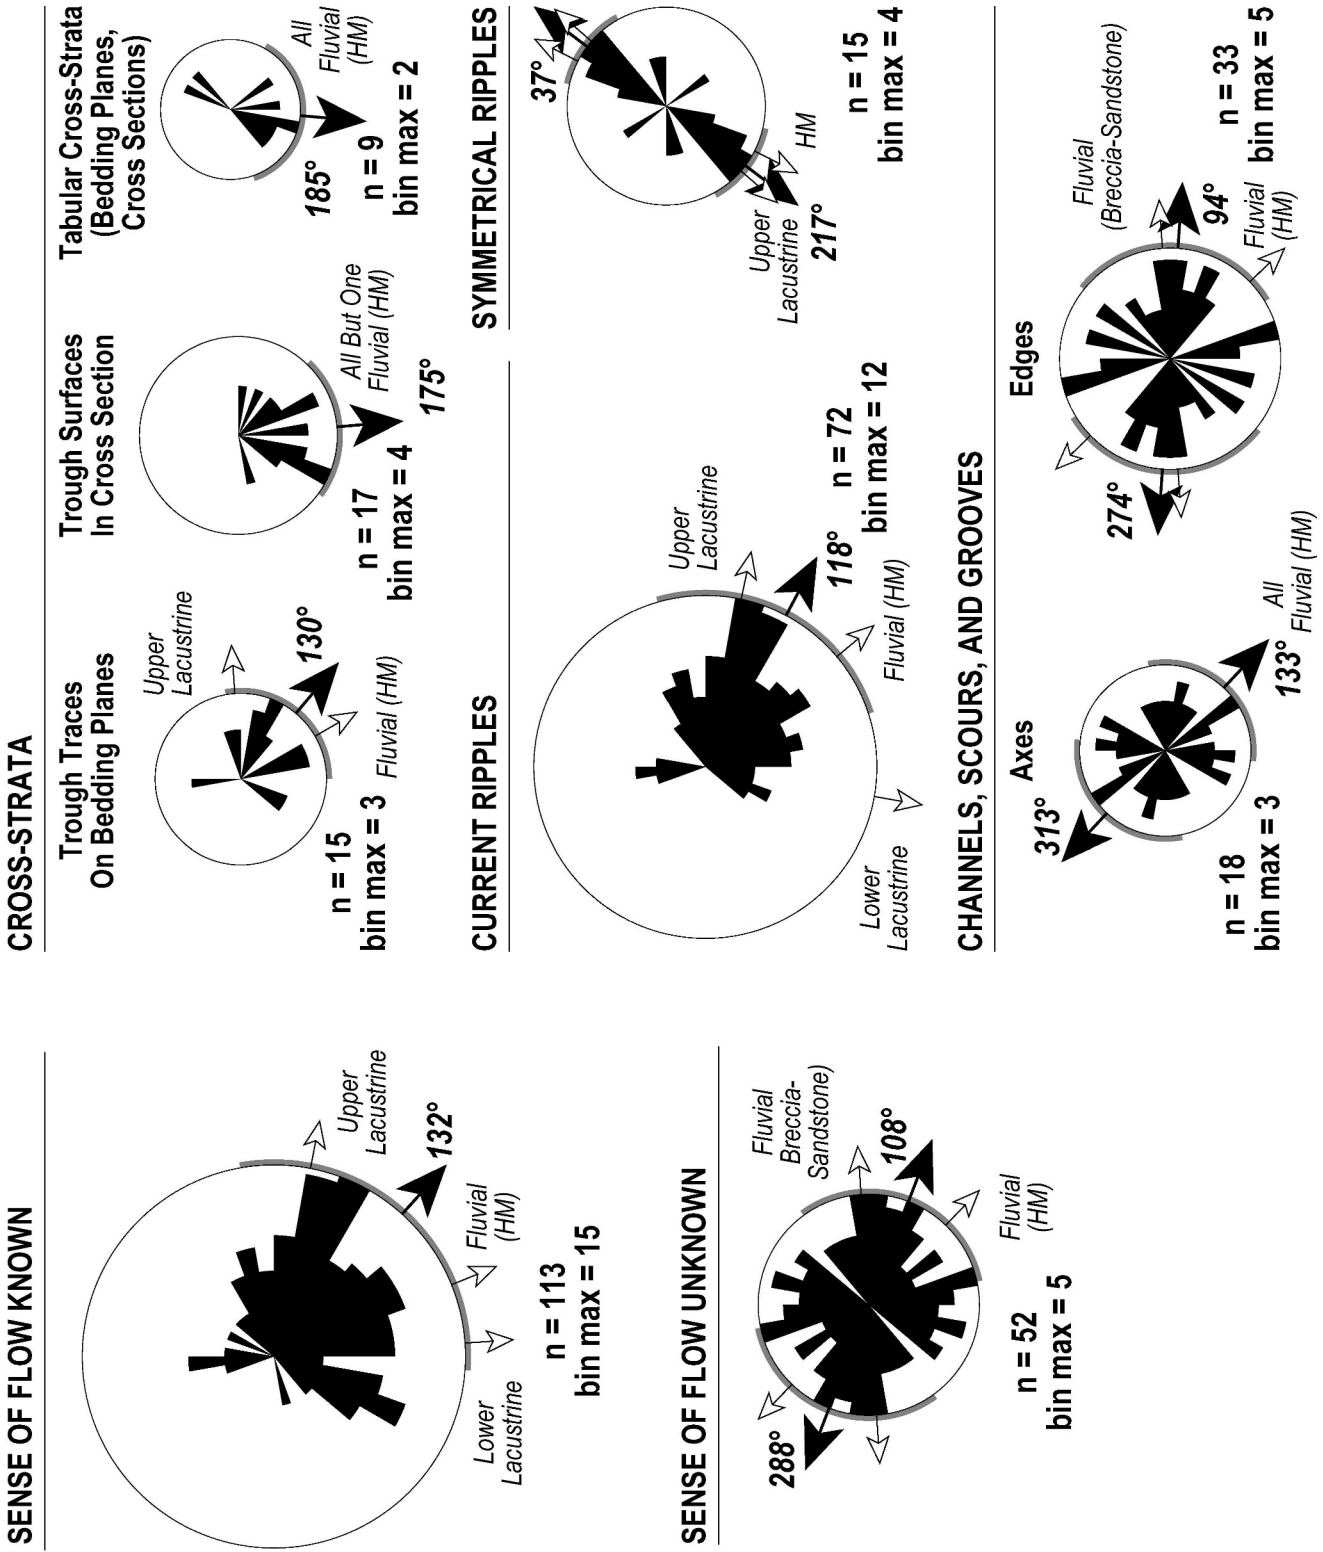 SENSE OF FLOW KNOWN
Upper
Lacustrine
132°
Fluvial
(HM)
Lower
Lacustrine
n = 113
bin max = 15
SENSE OF FLOW UNKNOWN
Fluvial
Breccia-
Sandstone)
108°
Fluvial
(HM)
288°
n = 52
bin max = 5
CROSS-STRATA
Trough Traces
On Bedding Planes
Upper
Lacustrine
130°
Fluvial (HM)
n = 15
bin max = 3
Trough Surfaces
In Cross Section
All But One
Fluvial (HM)
175°
n = 17
bin max = 4
Tabular Cross-Strata
(Bedding Planes,
Cross Sections)
All
Fluvial
(HM)
185°
n = 9
bin max = 2
CURRENT RIPPLES
Upper
Lacustrine
118°
Fluvial (HM)
Lower
Lacustrine
n = 72
bin max = 12
SYMMETRICAL RIPPLES
37°
HM
Upper
Lacustrine
217°
n = 15
bin max = 4
CHANNELS, SCOURS, AND GROOVES
Axes
313°
133°
All
Fluvial (HM)
n = 18
bin max = 3
Edges
Fluvial
(Breccia-Sandstone)
94°
Fluvial
(HM)
274°
n = 33
bin max = 5